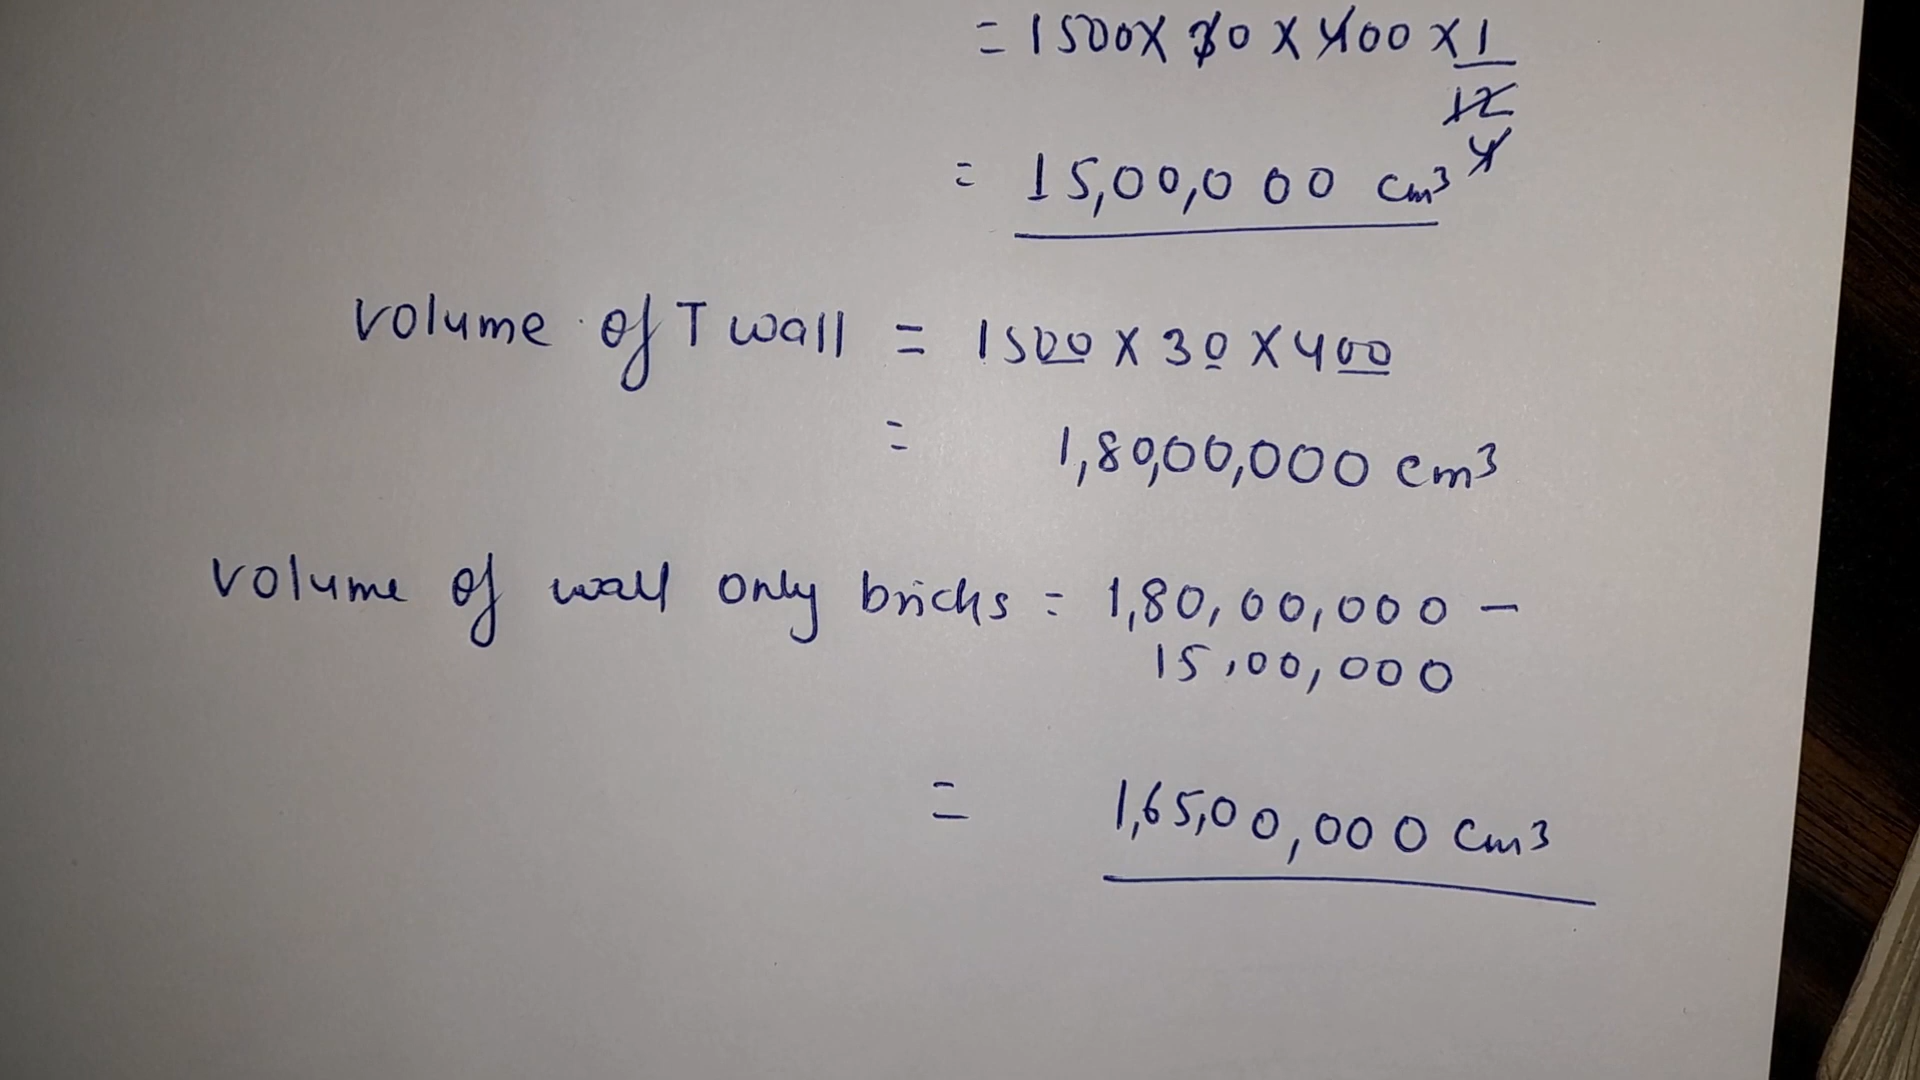 = 1500 X 30 X 400 X 1
12
4
= 15,00,000 cm³
Volume of T wall = 1500 X 30 X 400
= 1,80,00,000 cm³
Volume of wall only bricks = 1,80,00,000 –
15,00,000
= 1,65,00,000 cm³